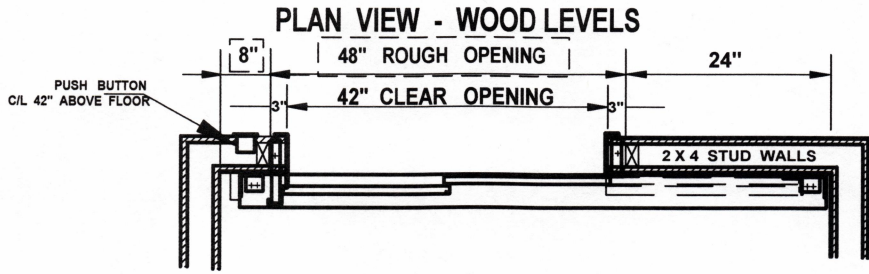 PLAN VIEW - WOOD LEVELS
8" 48" ROUGH OPENING 24"
PUSH BUTTON
C/L 42" ABOVE FLOOR
3" 42" CLEAR OPENING 3"
2 X 4 STUD WALLS